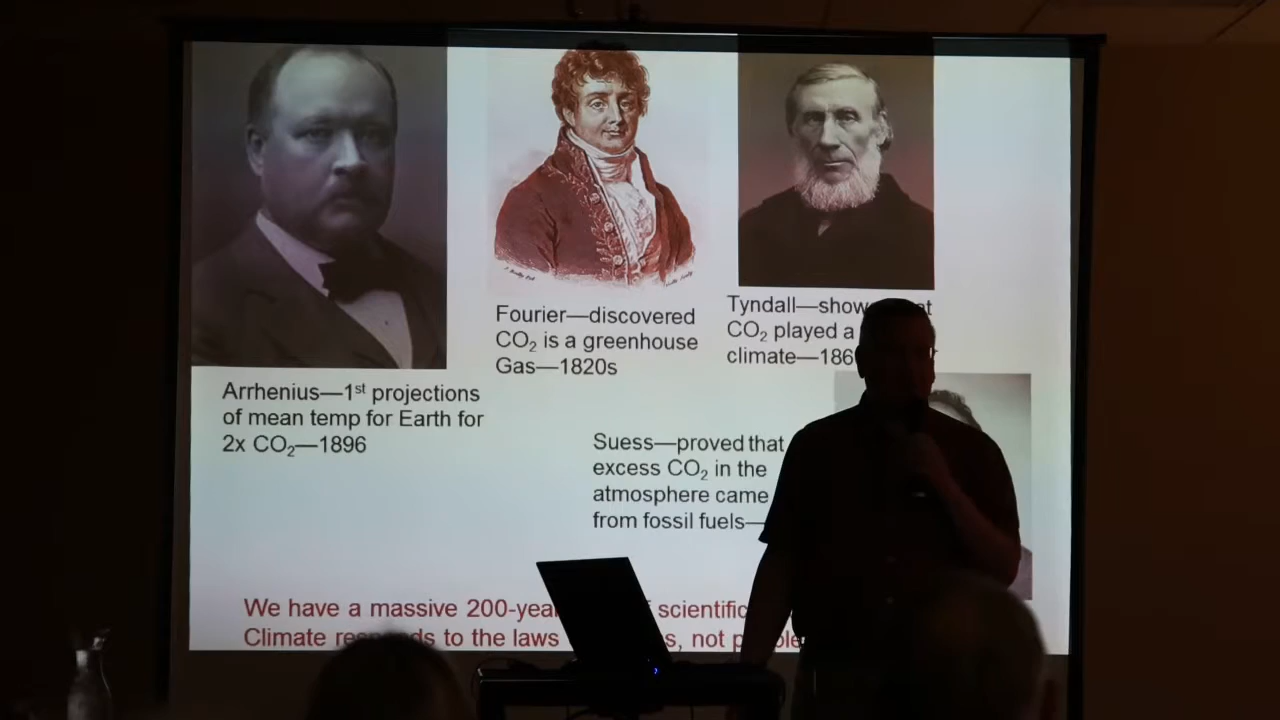 Fourier—discovered
CO₂ is a greenhouse
Gas—1820s
Tyndall—show
CO₂ played a
climate—186
Arrhenius—1st projections
of mean temp for Earth for
2x CO₂—1896
Suess—proved that
excess CO₂ in the
atmosphere came
from fossil fuels—
We have a massive 200-yea scientific
Climate to the laws not